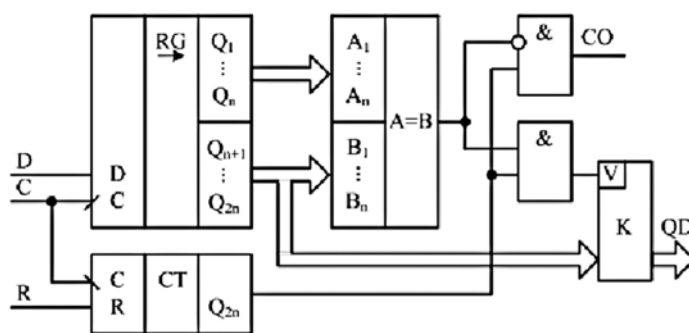 RG
Q1
⋮
Qn
Qn+1
⋮
Q2n
D
C
D
C
A1
⋮
An
B1
⋮
Bn
A=B
&
CO
&
V
K
QD
R
C
R
CT
Q2n